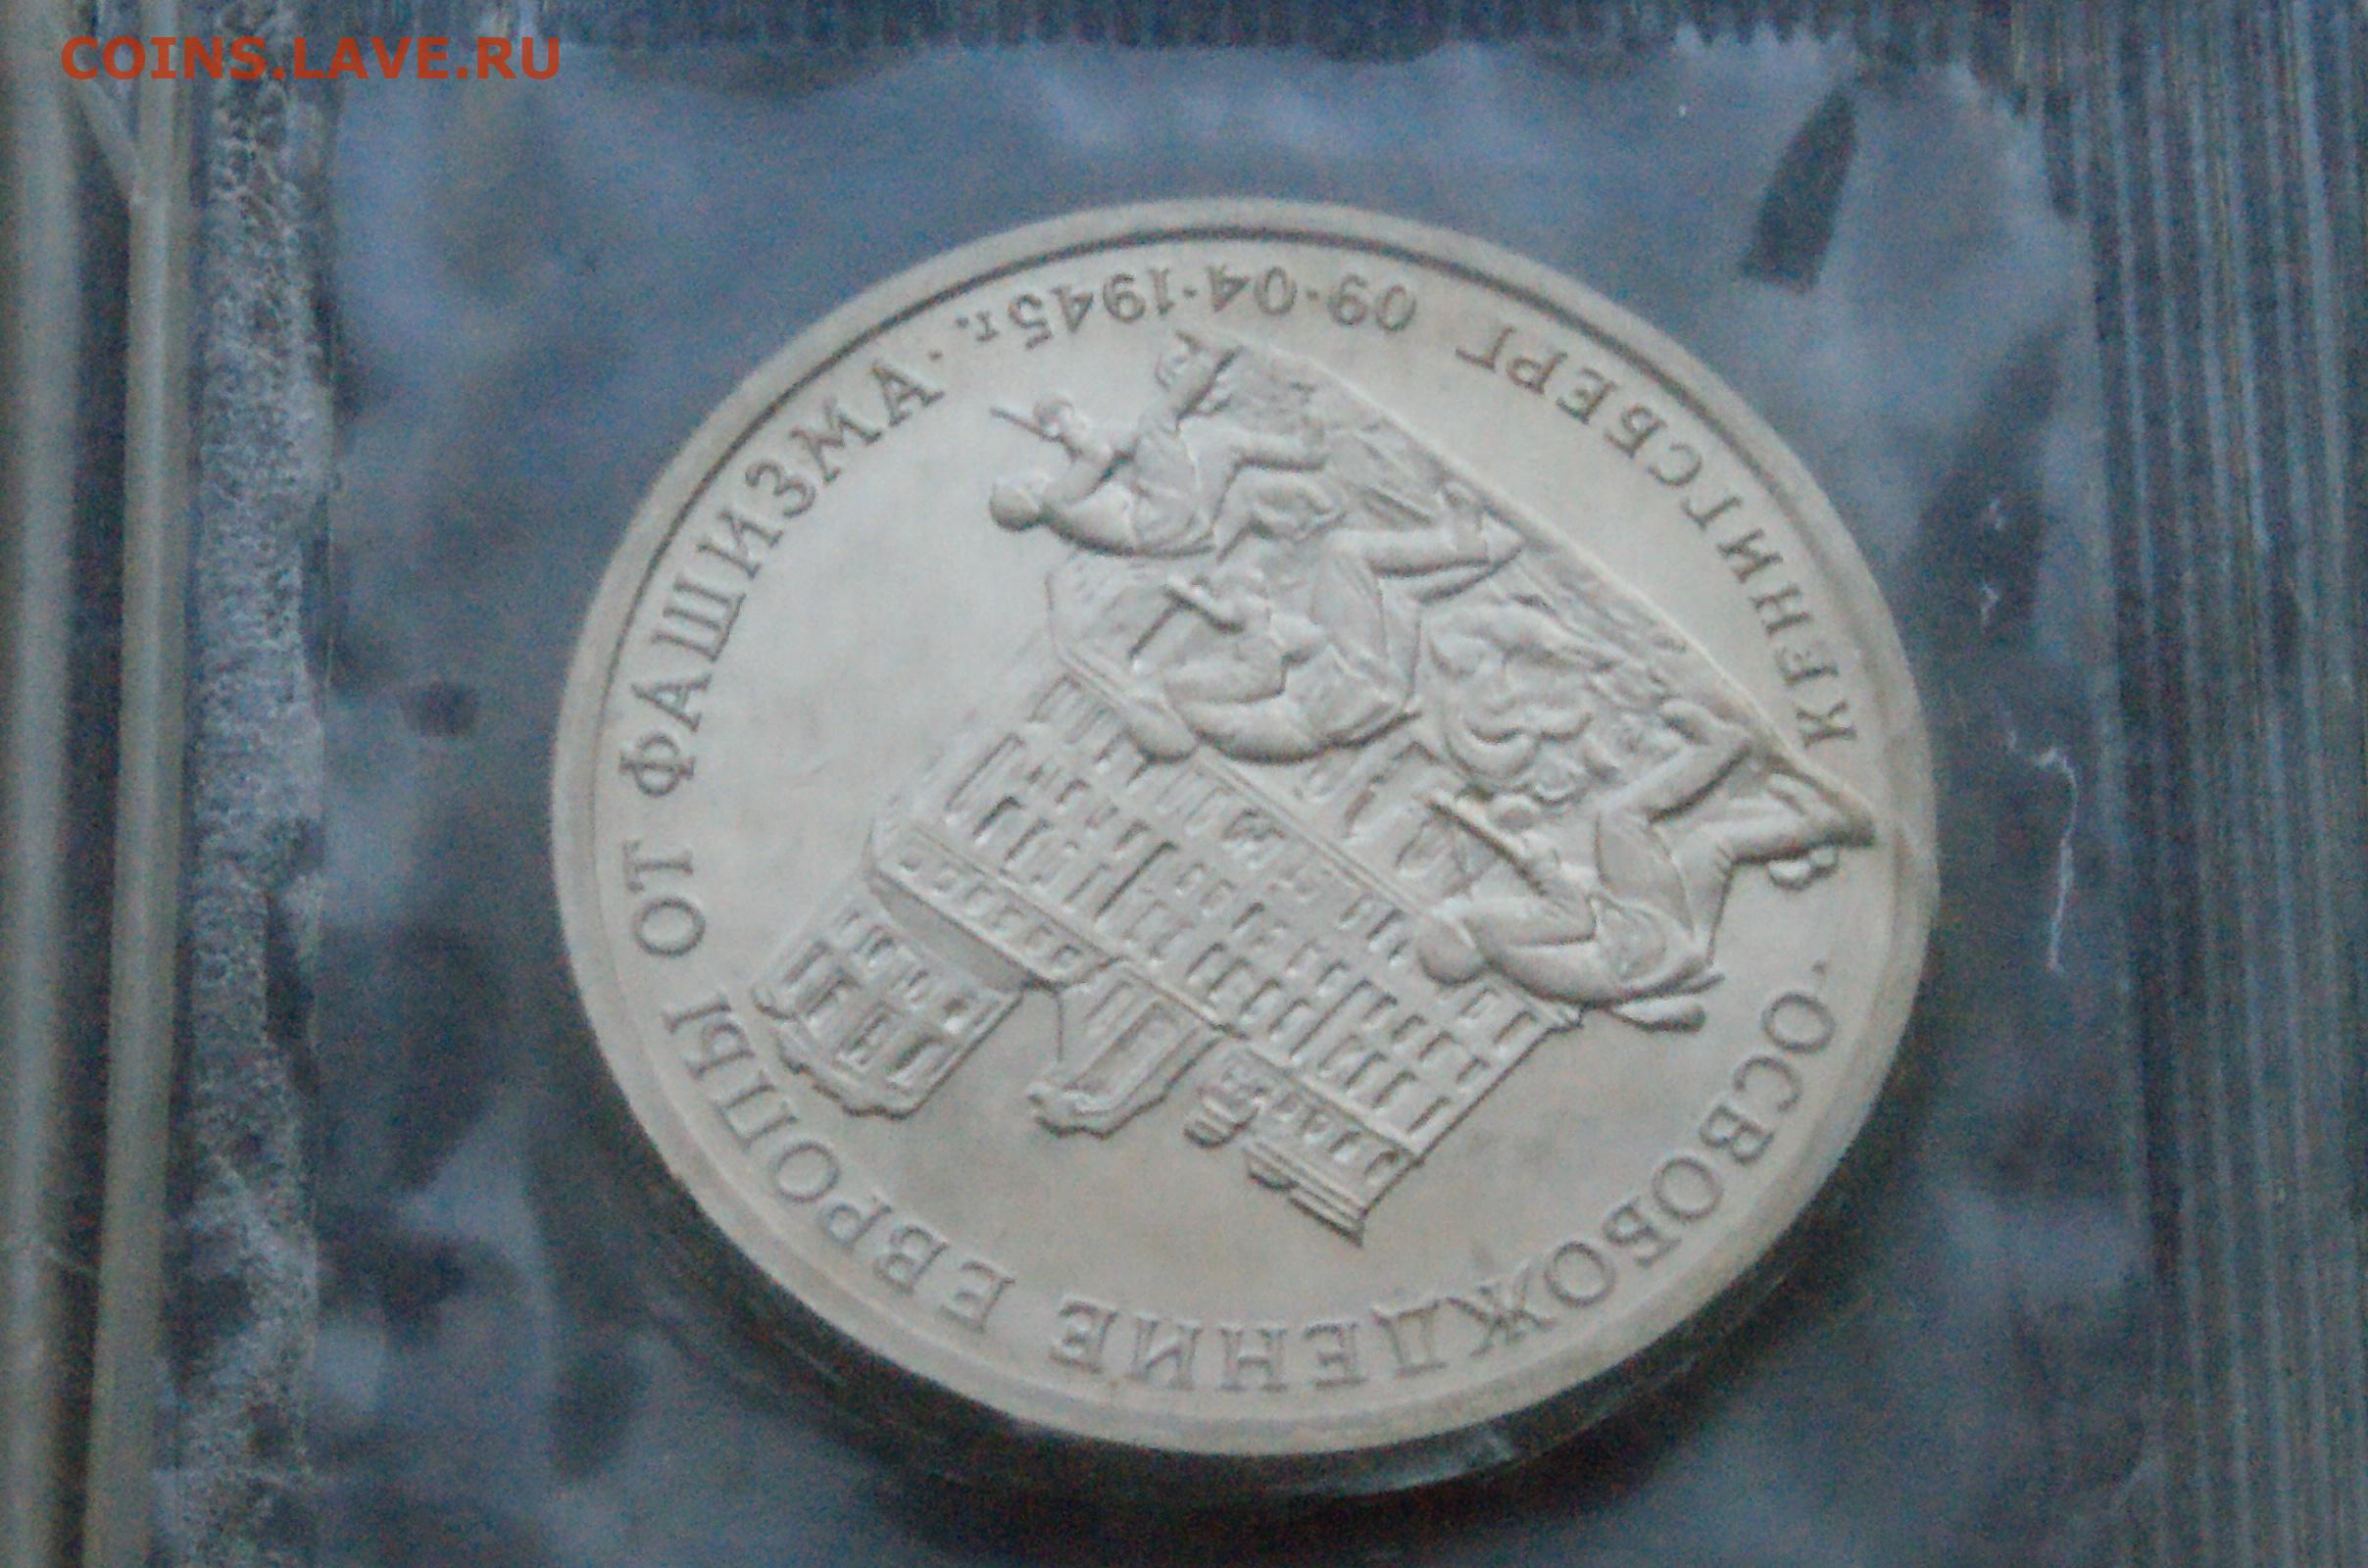 COINS.LAVE.RU
· ОСВОБОЖДЕНИЕ ЕВРОПЫ ОТ ФАШИЗМА ·
КЕНИГСБЕРГ 09·04·1945г.